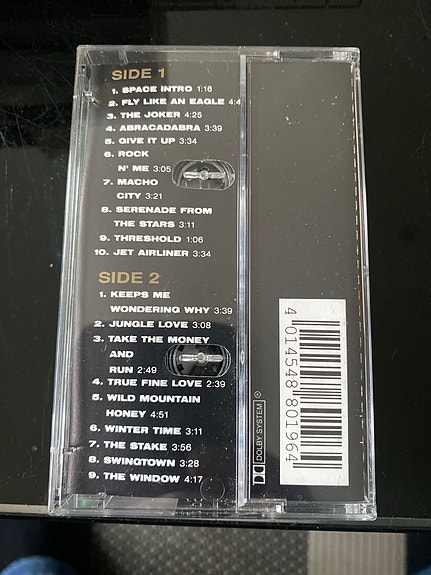 SIDE 1
1. SPACE INTRO 1:16
2. FLY LIKE AN EAGLE 4:4
3. THE JOKER 4:25
4. ABRACADABRA 3:39
5. GIVE IT UP 3:34
6. ROCK
N' ME 3:05
7. MACHO
CITY 3:21
8. SERENADE FROM
THE STARS 3:11
9. THRESHOLD 1:06
10. JET AIRLINER 3:34
SIDE 2
1. KEEPS ME
WONDERING WHY 3:39
2. JUNGLE LOVE 3:08
3. TAKE THE MONEY
AND
RUN 2:49
4. TRUE FINE LOVE 2:39
5. WILD MOUNTAIN
HONEY 4:51
6. WINTER TIME 3:11
7. THE STAKE 3:56
8. SWINGTOWN 3:28
9. THE WINDOW 4:17
DOLBY SYSTEM ®
4 014548 801964